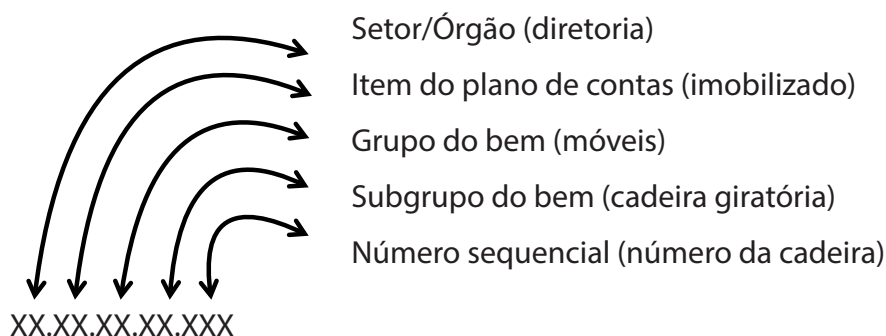 Setor/Órgão (diretoria)
Item do plano de contas (imobilizado)
Grupo do bem (móveis)
Subgrupo do bem (cadeira giratória)
Número sequencial (número da cadeira)
XX.XX.XX.XX.XXX